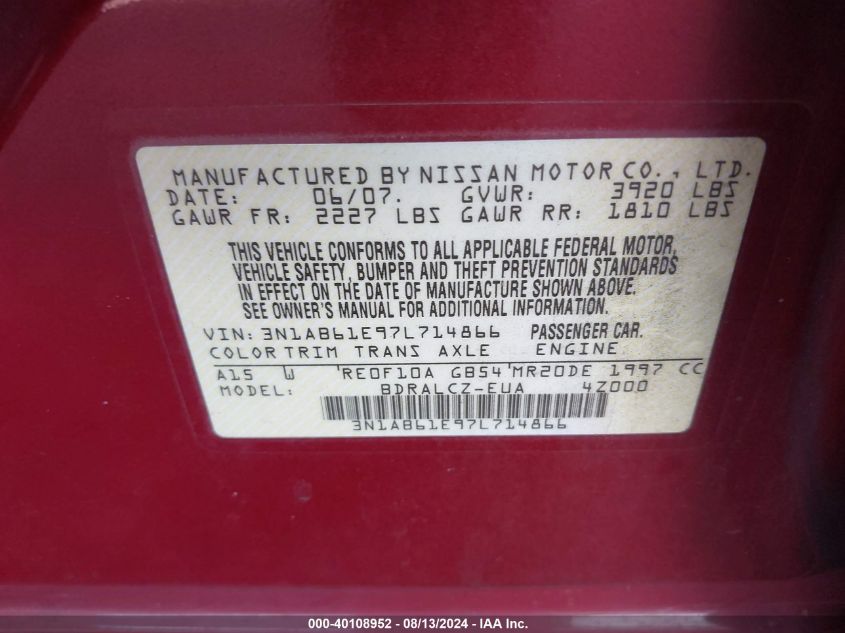 MANUFACTURED BY NISSAN MOTOR CO., LTD.
DATE: 06/07. GVWR: 3920 LBS
GAWR FR: 2227 LBS GAWR RR: 1810 LBS
THIS VEHICLE CONFORMS TO ALL APPLICABLE FEDERAL MOTOR
VEHICLE SAFETY, BUMPER AND THEFT PREVENTION STANDARDS
IN EFFECT ON THE DATE OF MANUFACTURE SHOWN ABOVE.
SEE OWNER'S MANUAL FOR ADDITIONAL INFORMATION.
VIN: 3N1AB61E97L714866 PASSENGER CAR.
COLOR TRIM TRANS AXLE ENGINE
A15 W RE0F10A GB54 MR20DE 1997 CC
MODEL: BDRALCZ-EUA 4Z000
3N1AB61E97L714866
000-40108952 - 08/13/2024 - IAA Inc.